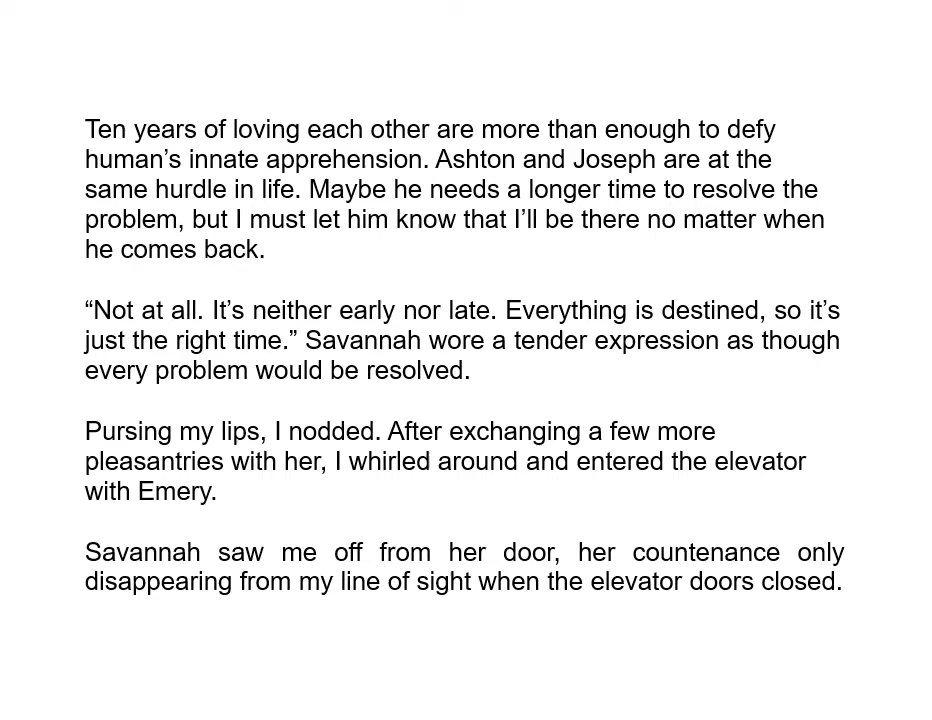 Ten years of loving each other are more than enough to defy
human’s innate apprehension. Ashton and Joseph are at the
same hurdle in life. Maybe he needs a longer time to resolve the
problem, but I must let him know that I’ll be there no matter when
he comes back.
“Not at all. It’s neither early nor late. Everything is destined, so it’s
just the right time.” Savannah wore a tender expression as though
every problem would be resolved.
Pursing my lips, I nodded. After exchanging a few more
pleasantries with her, I whirled around and entered the elevator
with Emery.
Savannah saw me off from her door, her countenance only
disappearing from my line of sight when the elevator doors closed.